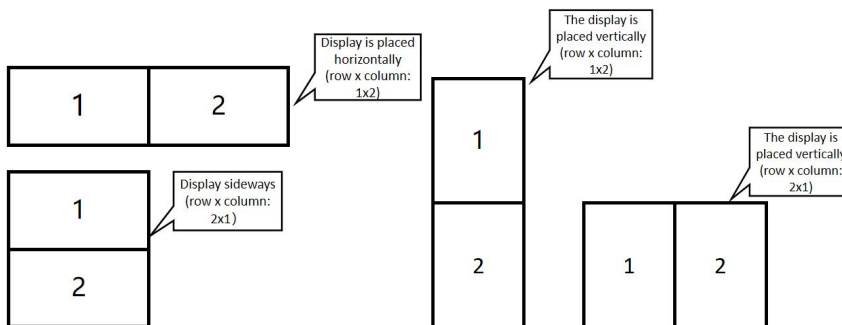 Display is placed
horizontally
(row x column:
1x2)
1
2
Display sideways
(row x column:
2x1)
1
2
The display is
placed vertically
(row x column:
1x2)
1
2
The display is
placed vertically
(row x column:
2x1)
1
2